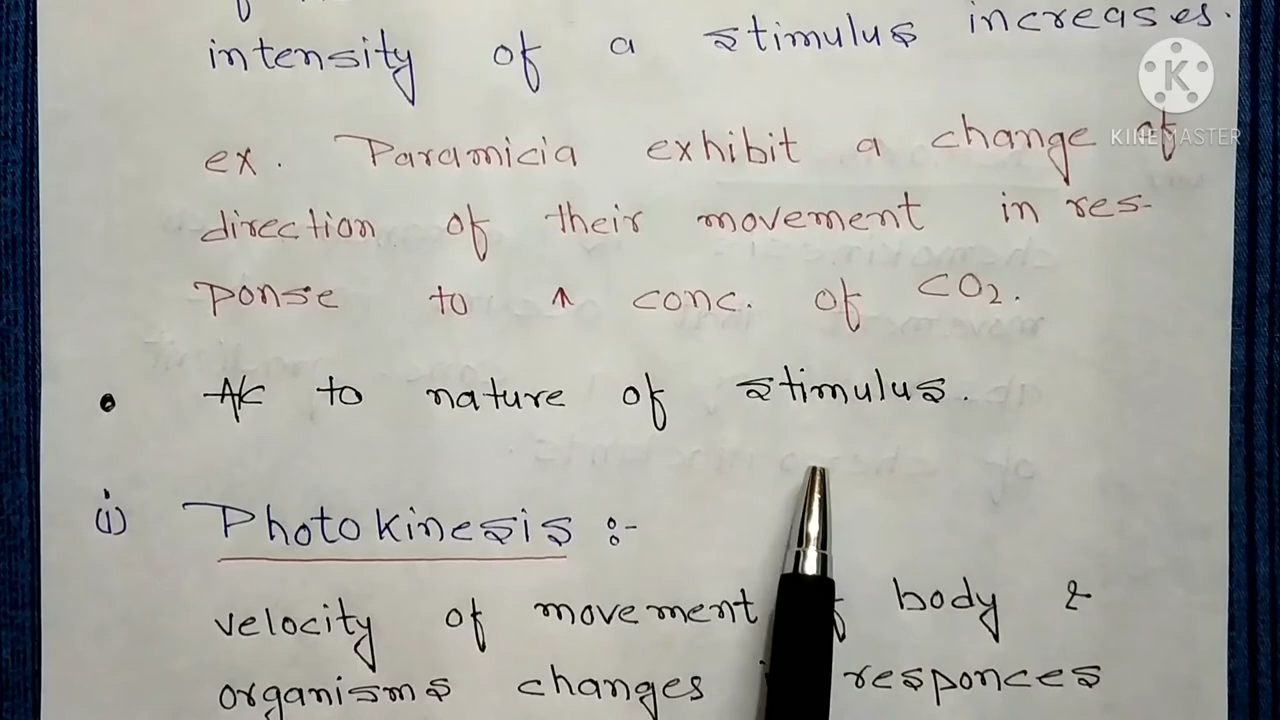 intensity of a stimulus increases.
K
KINEMASTER
ex. Paramicia exhibit a change of
direction of their movement in res-
ponse to ↑ conc. of CO2.
• A/C to nature of stimulus.
(i) Photokinesis :-
velocity of movement body &
organisms changes responces